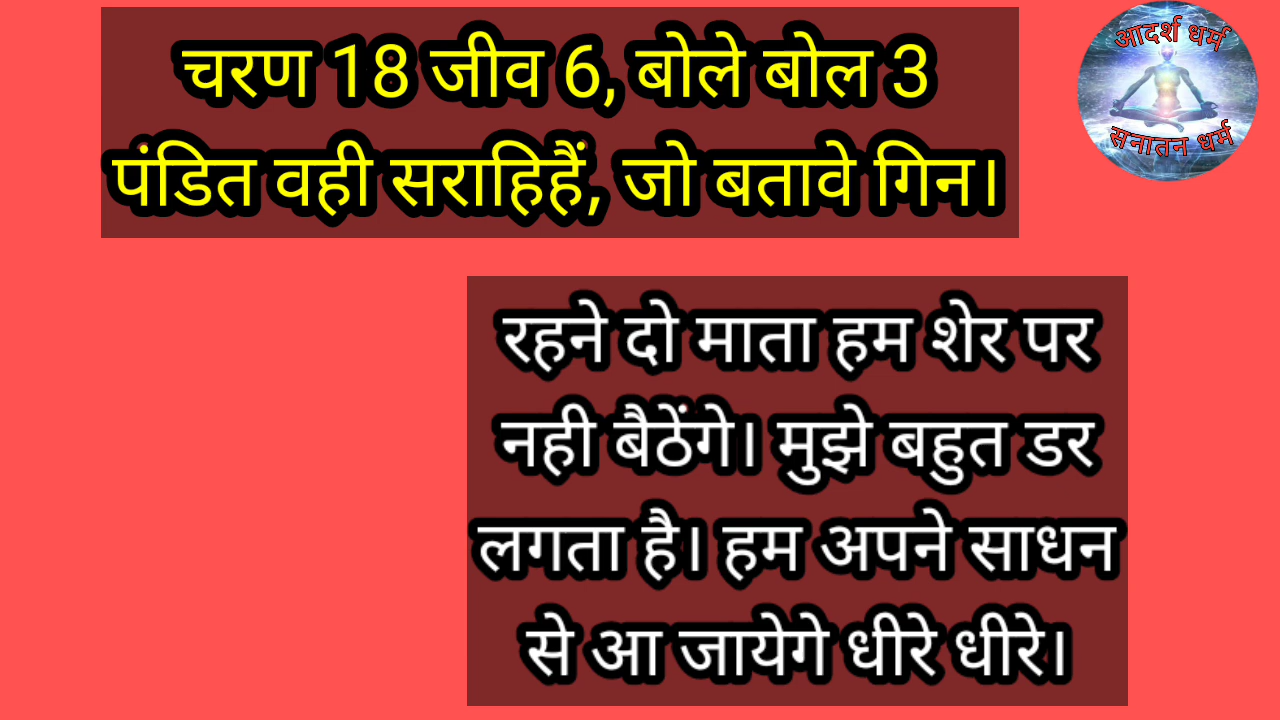 चरण 18 जीव 6, बोले बोल 3
पंडित वही सराहिहैं, जो बतावे गिन।
आदर्श धर्म
सनातन धर्म
रहने दो माता हम शेर पर
नही बैठेंगे। मुझे बहुत डर
लगता है। हम अपने साधन
से आ जायेगे धीरे धीरे।